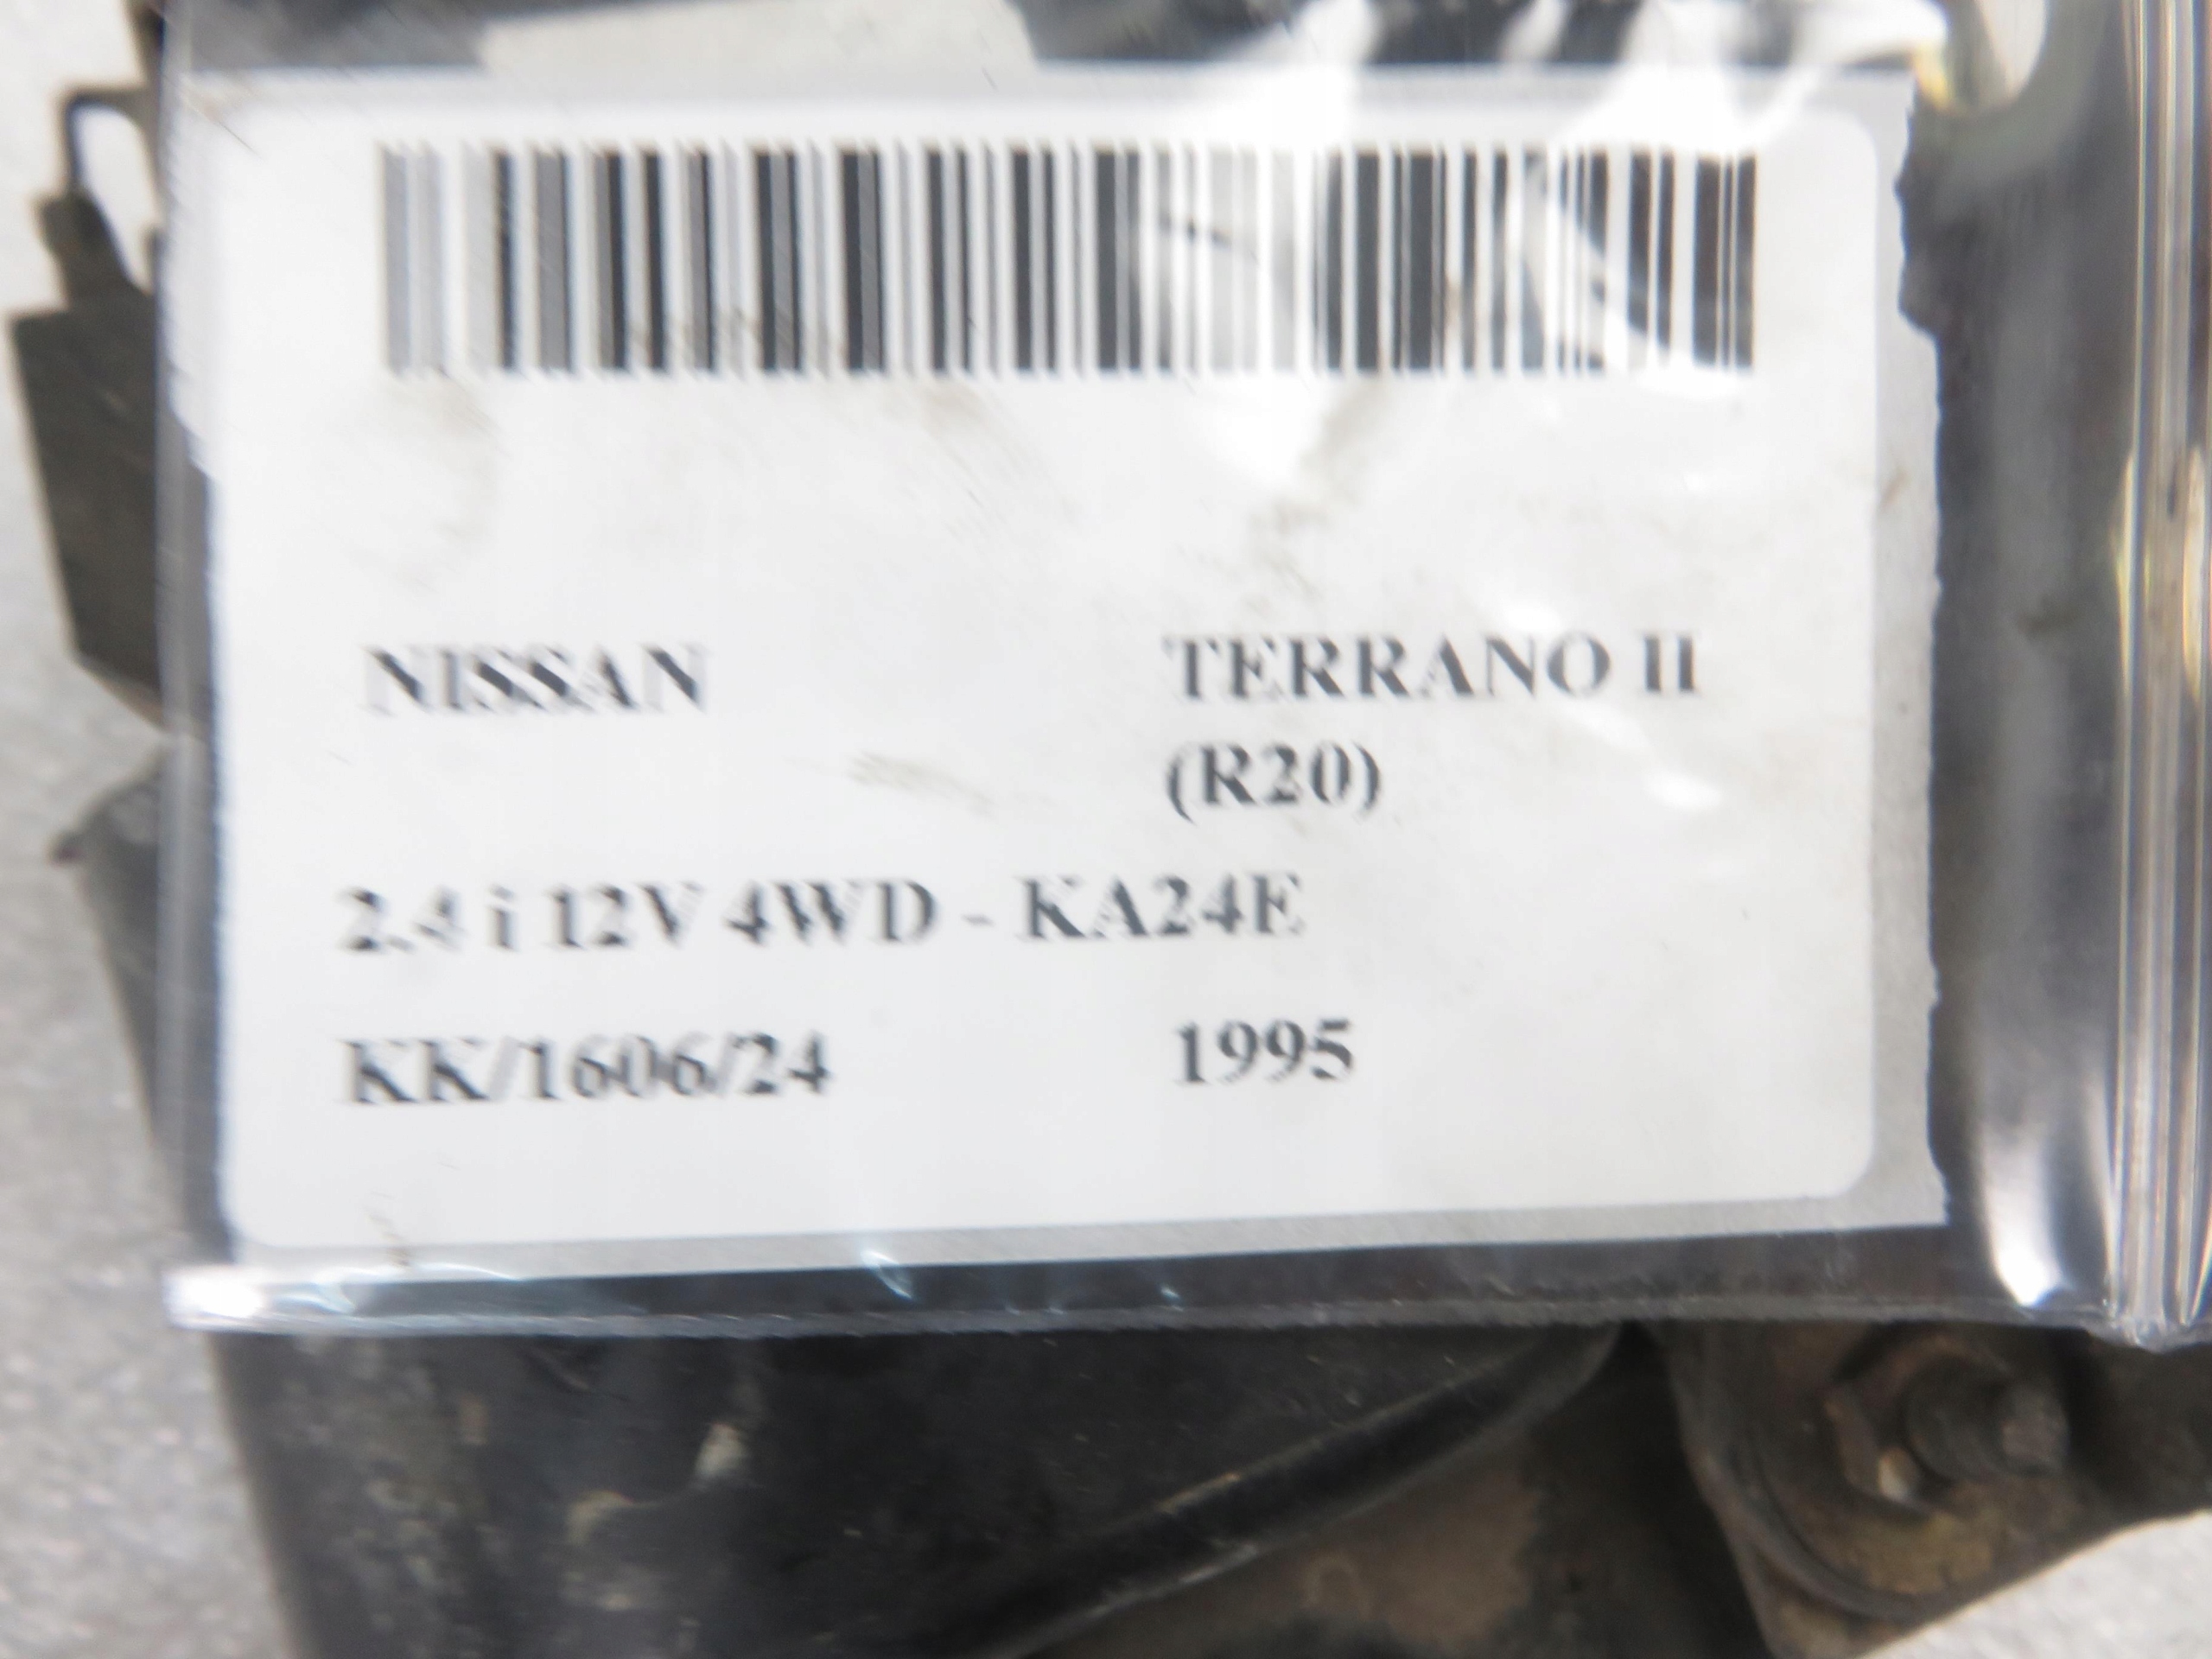 NISSAN TERRANO II
(R20)
2.4 i 12V 4WD - KA24E
KK/1606/24 1995